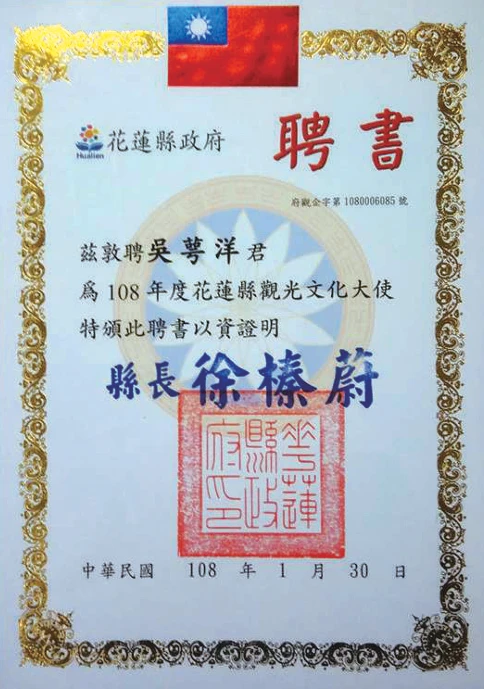 花蓮縣政府
Hualien
聘書
府觀企字第1080006085號
茲敦聘吳萼洋君
為108年度花蓮縣觀光文化大使
特頒此聘書以資證明
縣長徐榛蔚
花蓮縣政府印
中華民國 108 年 1 月 30 日